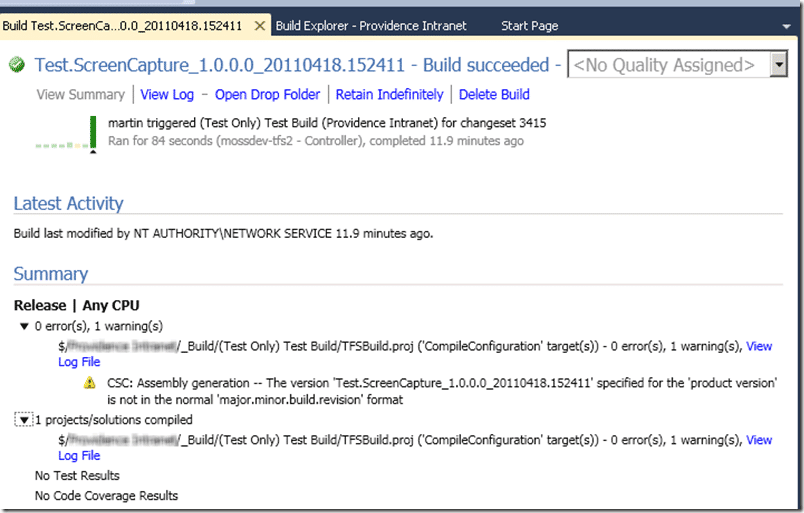 Build Test.ScreenCa...0.0_20110418.152411 Build Explorer - Providence Intranet Start Page
Test.ScreenCapture_1.0.0.0_20110418.152411 - Build succeeded - <No Quality Assigned>
View Summary | View Log - Open Drop Folder | Retain Indefinitely | Delete Build
martin triggered (Test Only) Test Build (Providence Intranet) for changeset 3415
Ran for 84 seconds (mossdev-tfs2 - Controller), completed 11.9 minutes ago
Latest Activity
Build last modified by NT AUTHORITY\NETWORK SERVICE 11.9 minutes ago.
Summary
Release | Any CPU
0 error(s), 1 warning(s)
$/ /_Build/(Test Only) Test Build/TFSBuild.proj ('CompileConfiguration' target(s)) - 0 error(s), 1 warning(s), View
Log File
CSC: Assembly generation -- The version 'Test.ScreenCapture_1.0.0.0_20110418.152411' specified for the 'product version'
is not in the normal 'major.minor.build.revision' format
1 projects/solutions compiled
$/ /_Build/(Test Only) Test Build/TFSBuild.proj ('CompileConfiguration' target(s)) - 0 error(s), 1 warning(s), View
Log File
No Test Results
No Code Coverage Results